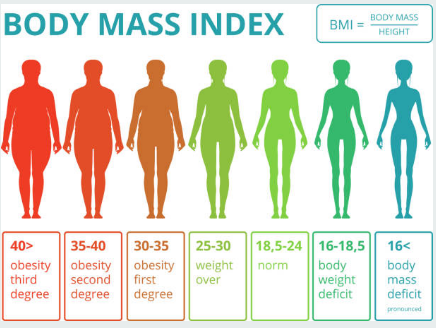 BODY MASS INDEX
BMI = BODY MASS
HEIGHT
40>
obesity
third
degree
35-40
obesity
second
degree
30-35
obesity
first
degree
25-30
weight
over
18,5-24
norm
16-18,5
body
weight
deficit
16<
body
mass
deficit
pronounced